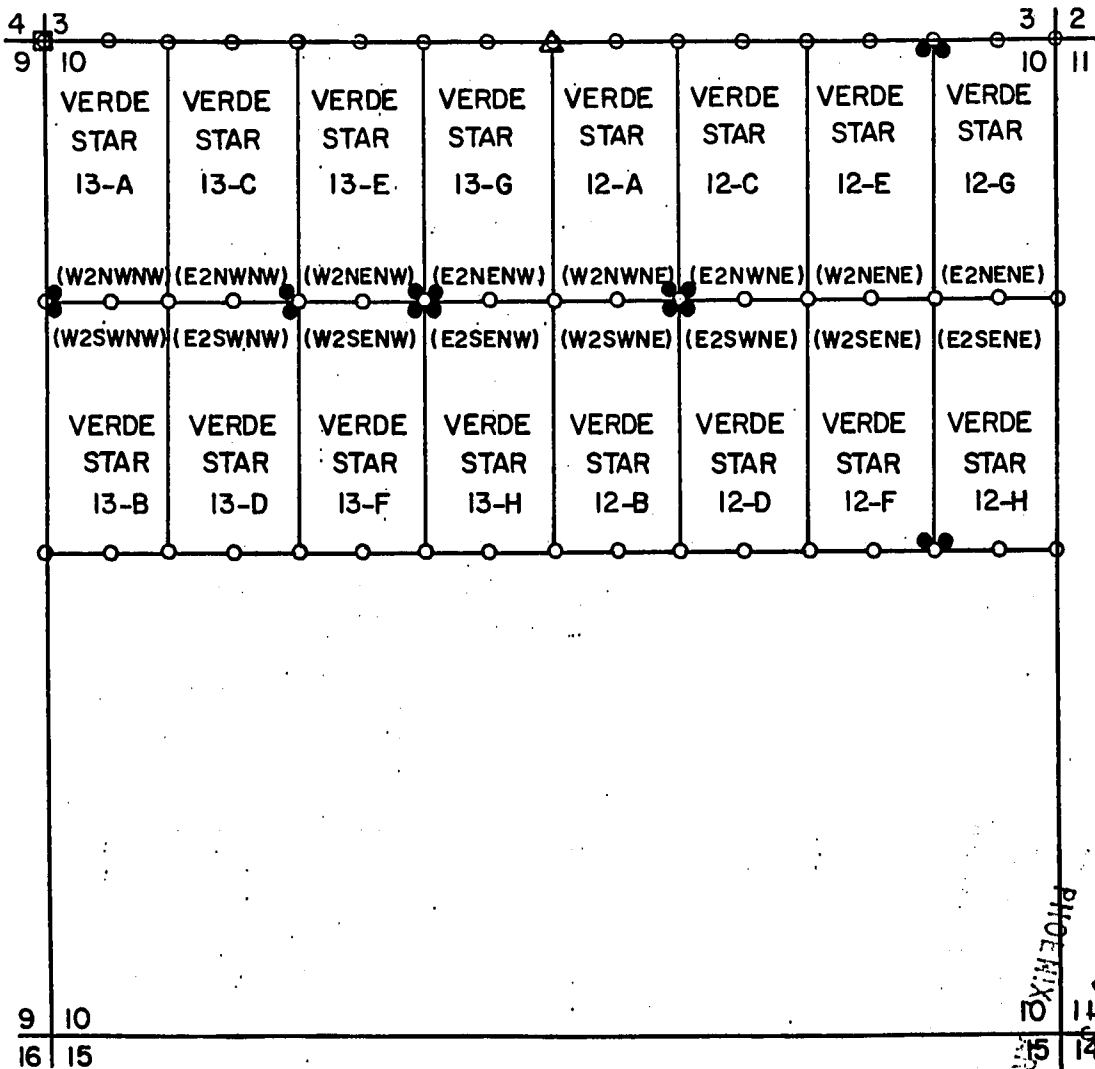 4 3 3 2
9 10 10 11
VERDE VERDE VERDE VERDE VERDE VERDE VERDE VERDE
STAR STAR STAR STAR STAR STAR STAR STAR
13-A 13-C 13-E 13-G 12-A 12-C 12-E 12-G
(W2NWNW) (E2NWNW) (W2NENW) (E2NENW) (W2NWNE) (E2NWNE) (W2NENE) (E2NENE)
(W2SWNW) (E2SWNW) (W2SENW) (E2SENW) (W2SWNE) (E2SWNE) (W2SENE) (E2SENE)
VERDE VERDE VERDE VERDE VERDE VERDE VERDE VERDE
STAR STAR STAR STAR STAR STAR STAR STAR
13-B 13-D 13-F 13-H 12-B 12-D 12-F 12-H
PHOENIX
9 10 10 11
16 15 15 14